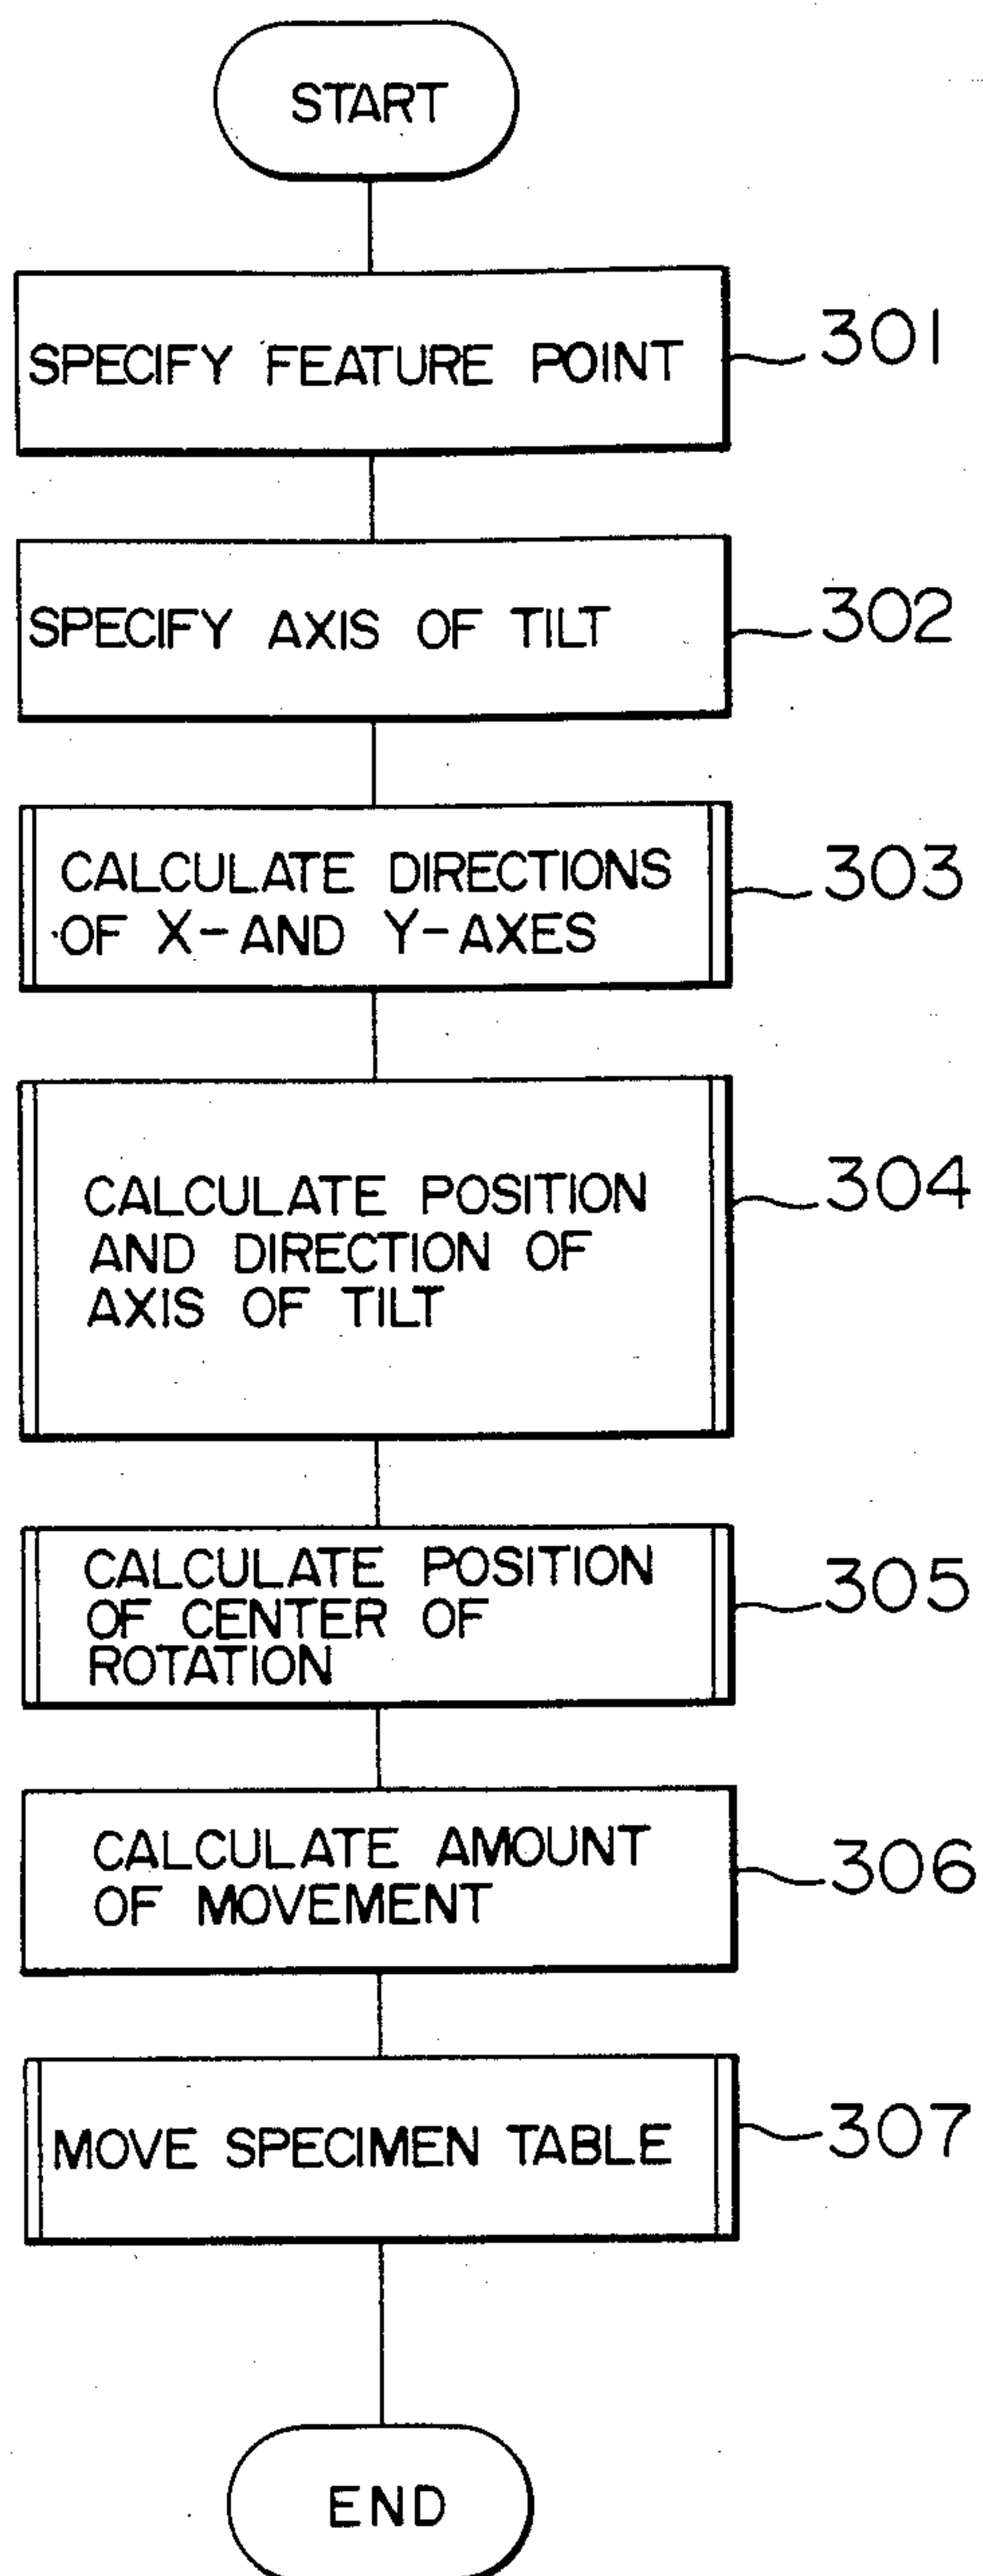 START
SPECIFY FEATURE POINT
301
SPECIFY AXIS OF TILT
302
CALCULATE DIRECTIONS
OF X-AND Y-AXES
303
CALCULATE POSITION
AND DIRECTION OF
AXIS OF TILT
304
CALCULATE POSITION
OF CENTER OF
ROTATION
305
CALCULATE AMOUNT
OF MOVEMENT
306
MOVE SPECIMEN TABLE
307
END